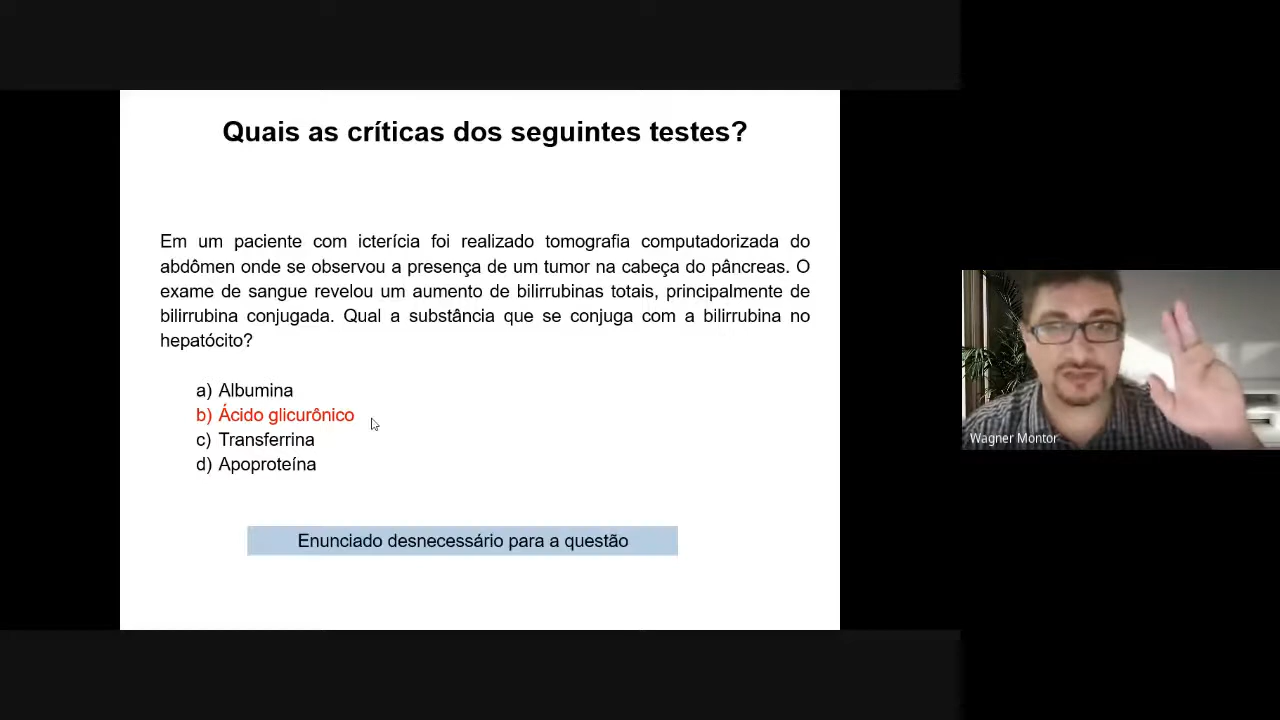 Quais as críticas dos seguintes testes?
Em um paciente com icterícia foi realizado tomografia computadorizada do
abdômen onde se observou a presença de um tumor na cabeça do pâncreas. O
exame de sangue revelou um aumento de bilirrubinas totais, principalmente de
bilirrubina conjugada. Qual a substância que se conjuga com a bilirrubina no
hepatócito?
a) Albumina
b) Ácido glicurônico
c) Transferrina
d) Apoproteína
Enunciado desnecessário para a questão
Wagner Montor